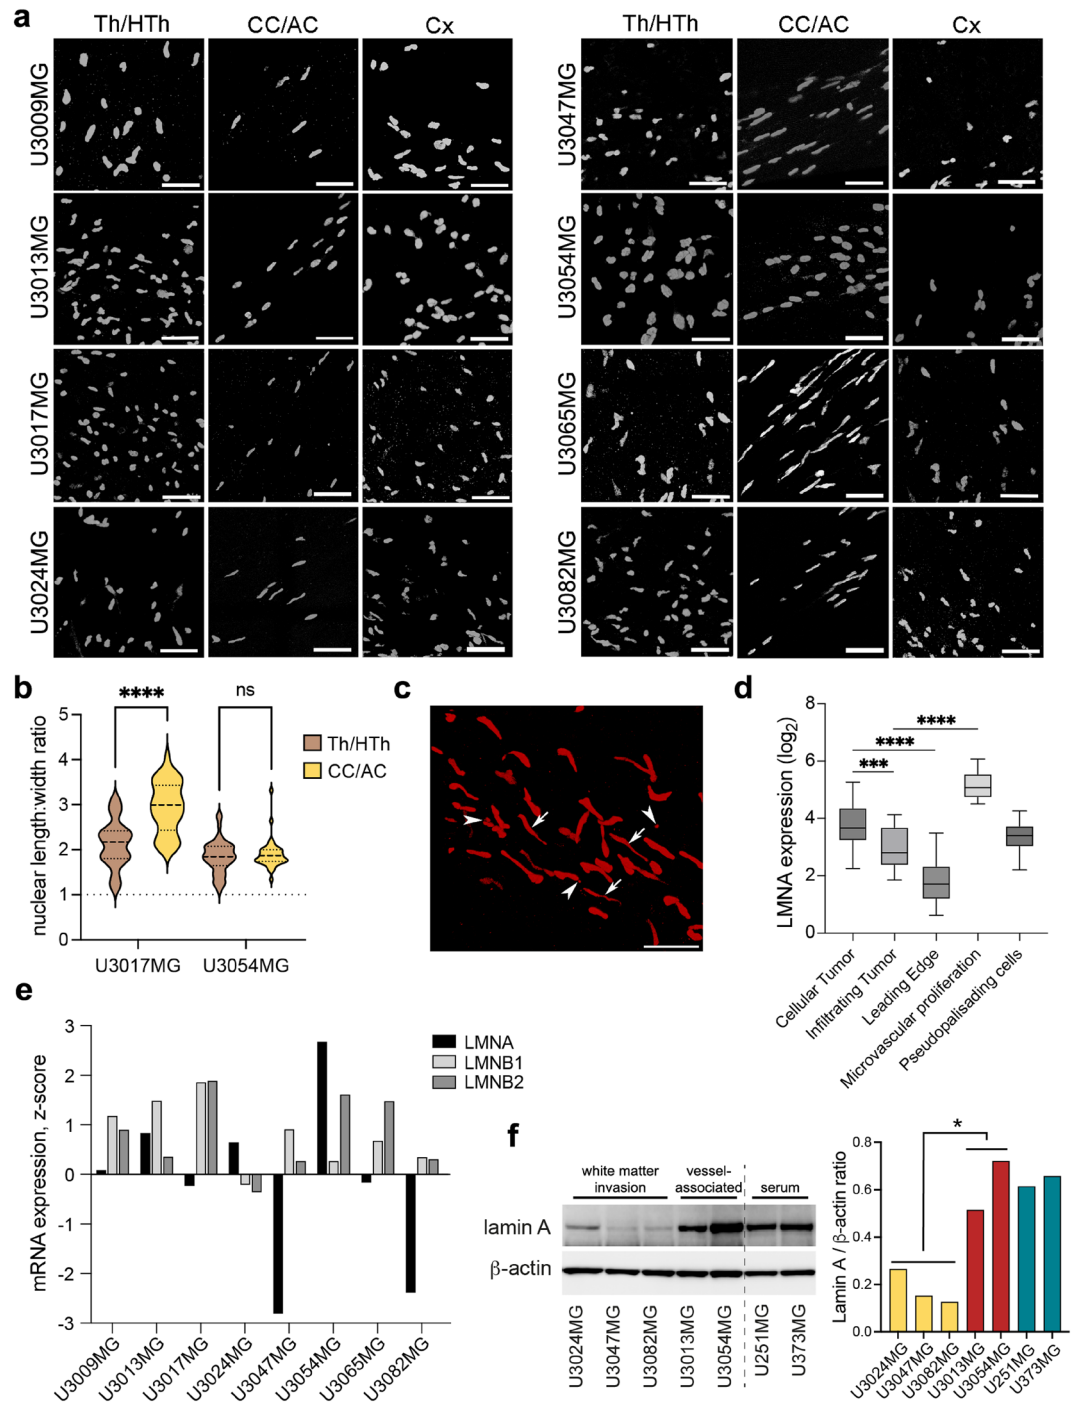 a
Th/HTh CC/AC Cx Th/HTh CC/AC Cx
U3009MG
U3013MG
U3017MG
U3024MG
U3047MG
U3054MG
U3065MG
U3082MG
b
nuclear length:width ratio
5
4
3
2
1
0
**** ns
Th/HTh
CC/AC
U3017MG U3054MG
c
d
LMNA expression (log2)
8
6
4
2
0
****
****
***
Cellular Tumor
Infiltrating Tumor
Leading Edge
Microvascular proliferation
Pseudopalisading cells
e
mRNA expression, z-score
3
2
1
0
-1
-2
-3
LMNA
LMNB1
LMNB2
U3009MG
U3013MG
U3017MG
U3024MG
U3047MG
U3054MG
U3065MG
U3082MG
f
white matter
invasion
vessel-
associated
serum
lamin A
β-actin
U3024MG
U3047MG
U3082MG
U3013MG
U3054MG
U251MG
U373MG
Lamin A / β-actin ratio
0.8
0.6
0.4
0.2
0.0
*
U3024MG
U3047MG
U3082MG
U3013MG
U3054MG
U251MG
U373MG